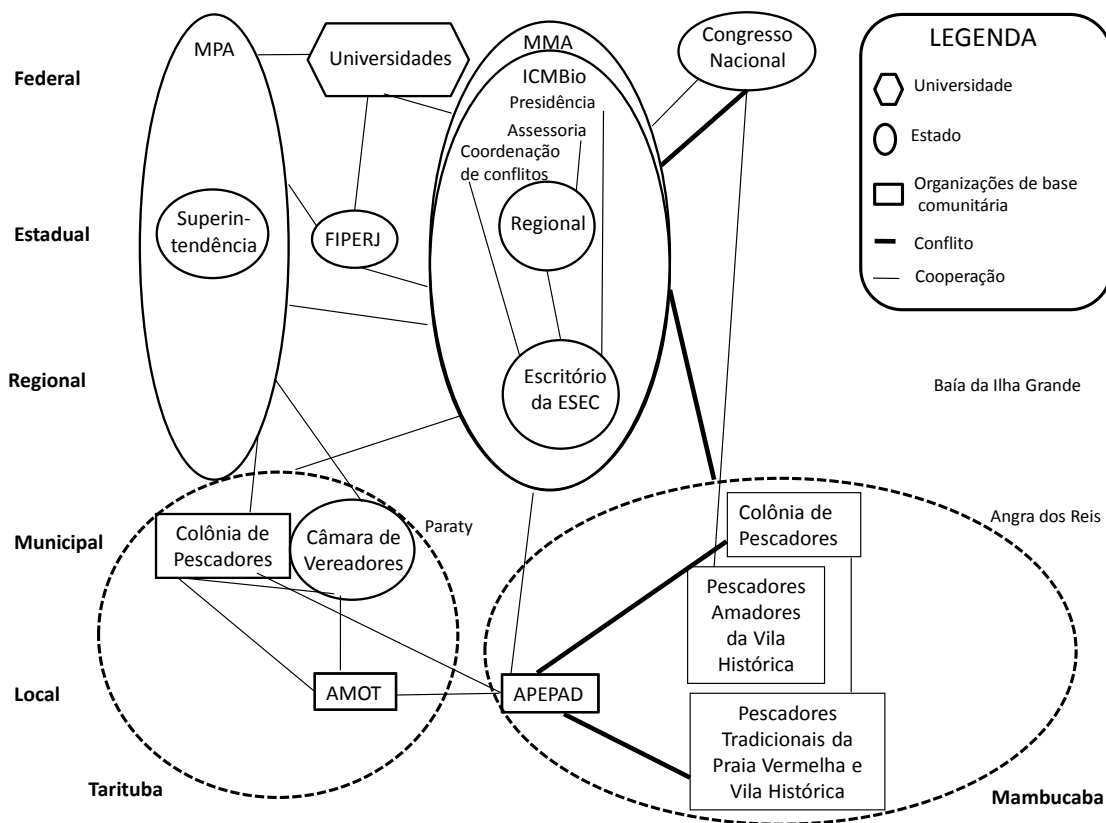 MPA
Universidades
MMA
Congresso
Nacional
LEGENDA
Federal
ICMBio
Presidência
Universidade
Assessoria
Coordenação
de conflitos
Estado
Superin-
tendência
Regional
Organizações de base
comunitária
Estadual
FIPERJ
Conflito
Cooperação
Regional
Escritório
da ESEC
Baía da Ilha Grande
Colônia de
Pescadores
Câmara de
Vereadores
Paraty
Colônia de
Pescadores
Angra dos Reis
Municipal
Pescadores
Amadores
da Vila
Histórica
Local
AMOT
APEPAD
Pescadores
Tradicionais da
Praia Vermelha e
Vila Histórica
Tarituba
Mambucaba